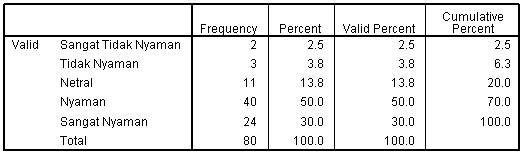 Frequency Percent Valid Percent Cumulative Percent
Valid Sangat Tidak Nyaman 2 2.5 2.5 2.5
Tidak Nyaman 3 3.8 3.8 6.3
Netral 11 13.8 13.8 20.0
Nyaman 40 50.0 50.0 70.0
Sangat Nyaman 24 30.0 30.0 100.0
Total 80 100.0 100.0